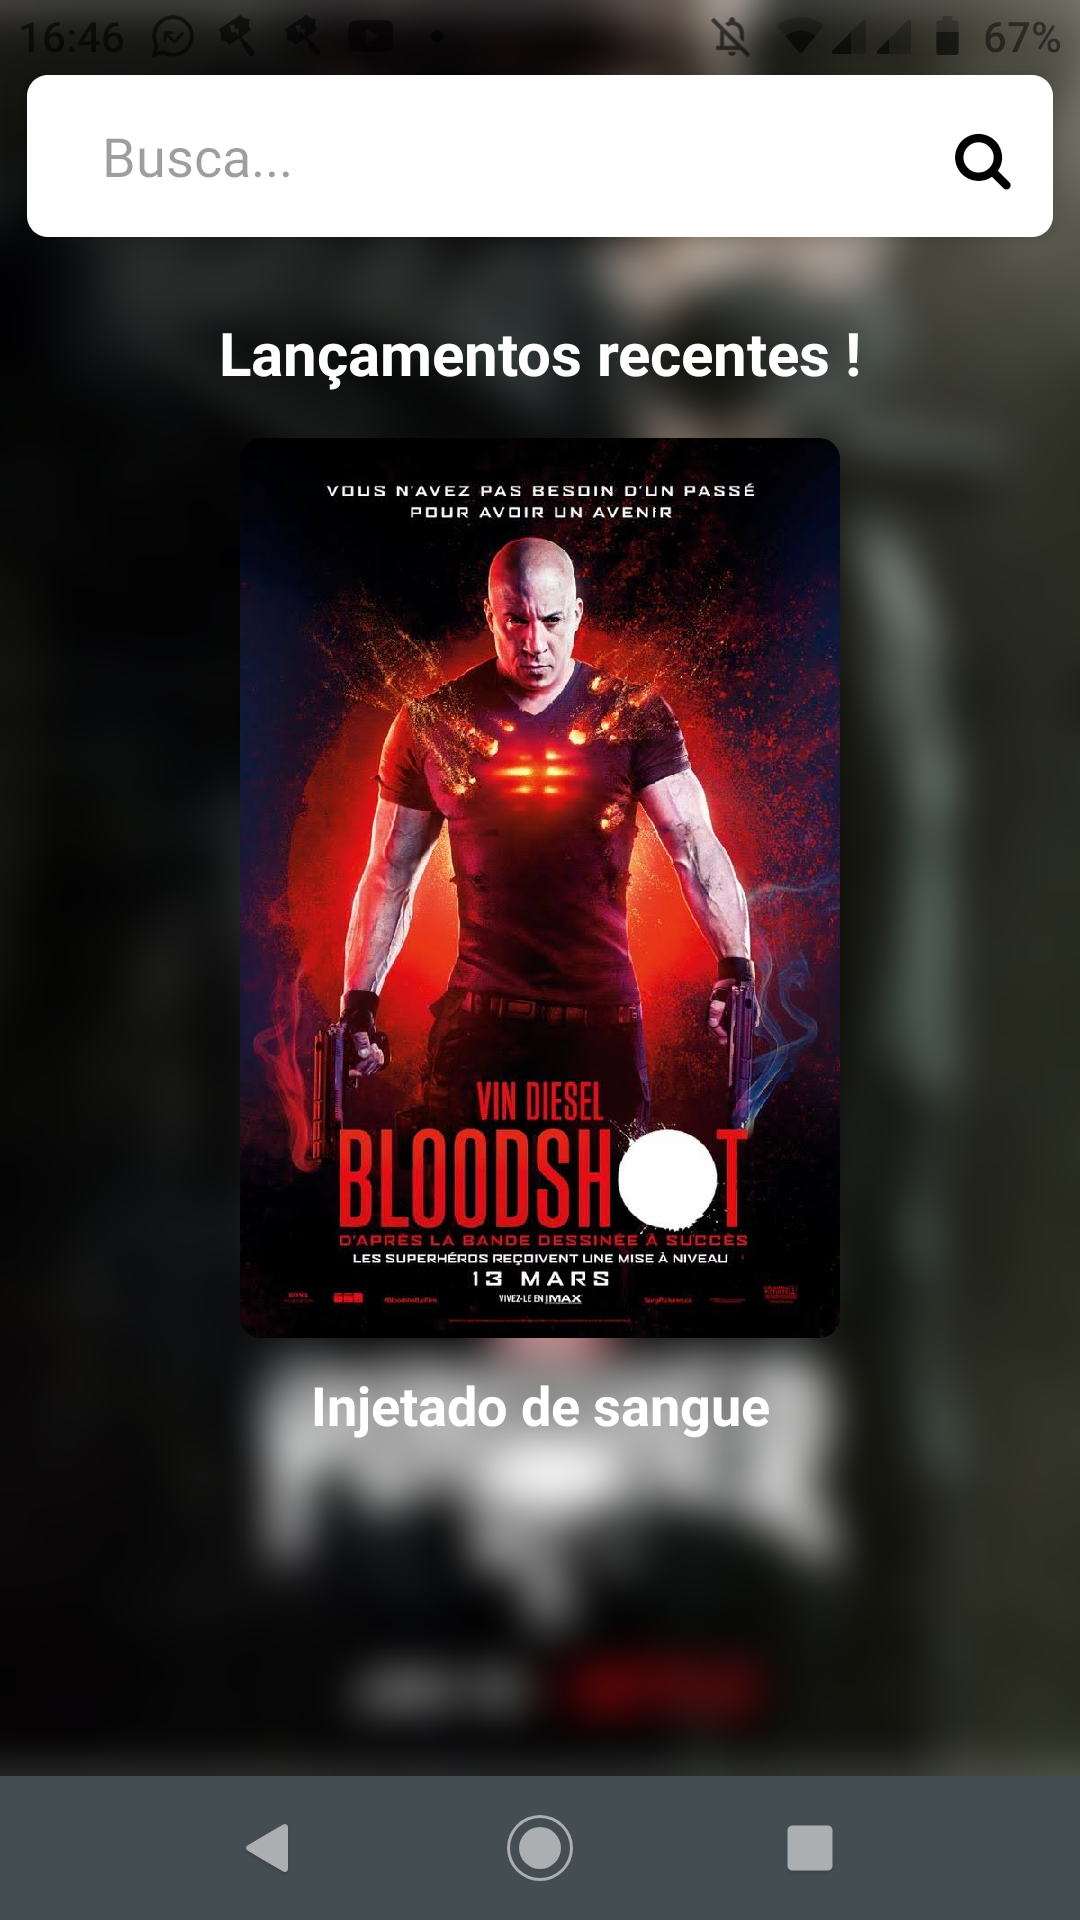 16:46
67%
Busca...
Lançamentos recentes !
VOUS N'AVEZ PAS BESOIN D'UN PASSÉ
POUR AVOIR UN AVENIR
VIN DIESEL
BLOODSHOT
D'APRÈS LA BANDE DESSINÉE À SUCCÈS
LES SUPERHÉROS REÇOIVENT UNE MISE À NIVEAU
13 MARS
VIVEZ-LE EN IMAX
Injetado de sangue